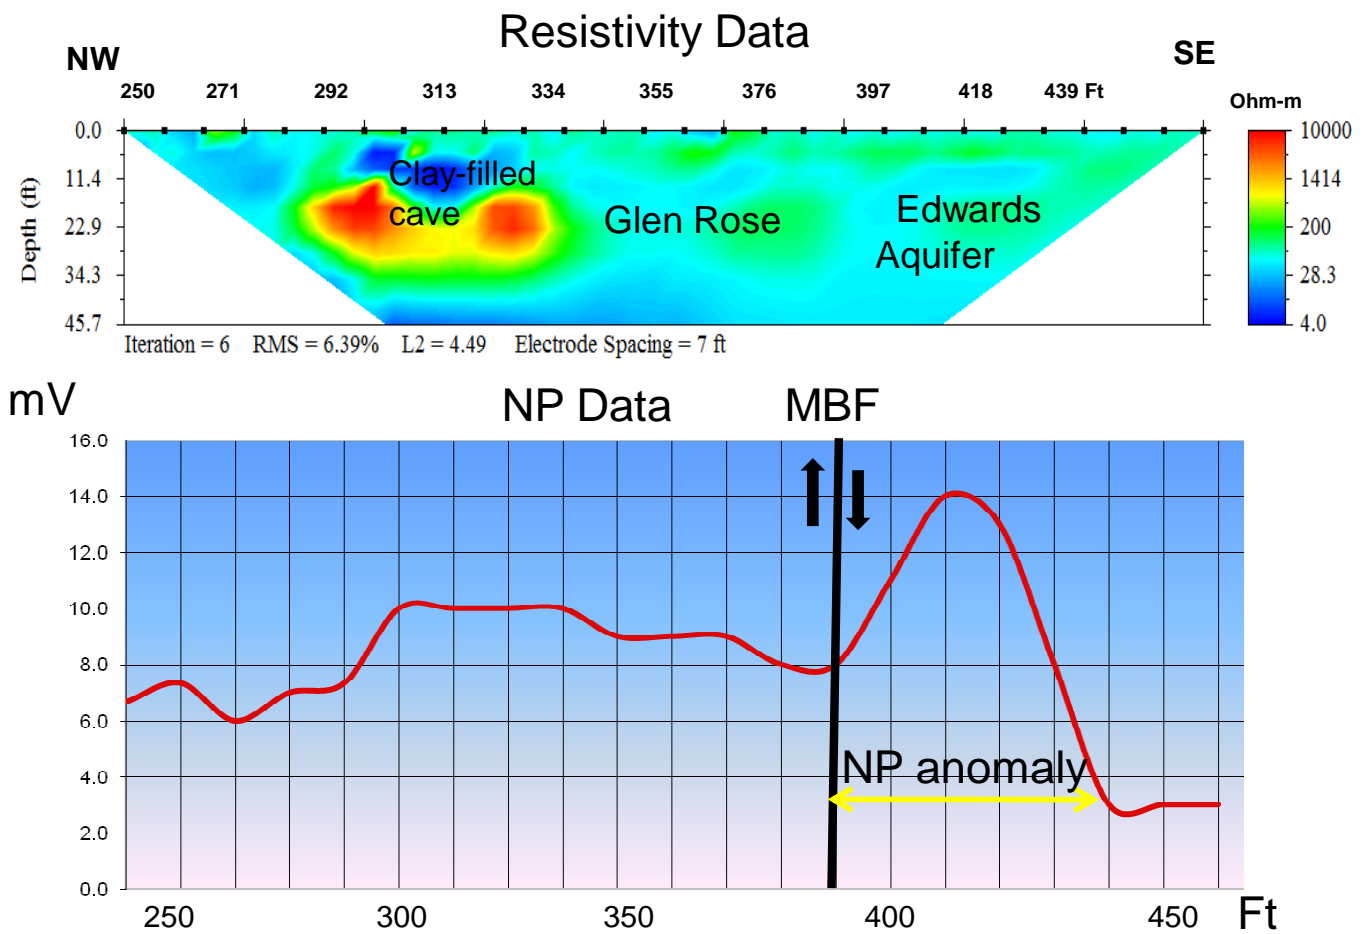 Resistivity Data
NW
SE
250 271 292 313 334 355 376 397 418 439 Ft
Ohm-m
0.0
11.4
22.9
34.3
45.7
Depth (ft)
10000
1414
200
28.3
4.0
Clay-filled
cave
Glen Rose
Edwards
Aquifer
Iteration = 6 RMS = 6.39% L2 = 4.49 Electrode Spacing = 7 ft
mV
NP Data
MBF
16.0
14.0
12.0
10.0
8.0
6.0
4.0
2.0
0.0
NP anomaly
250 300 350 400 450 Ft